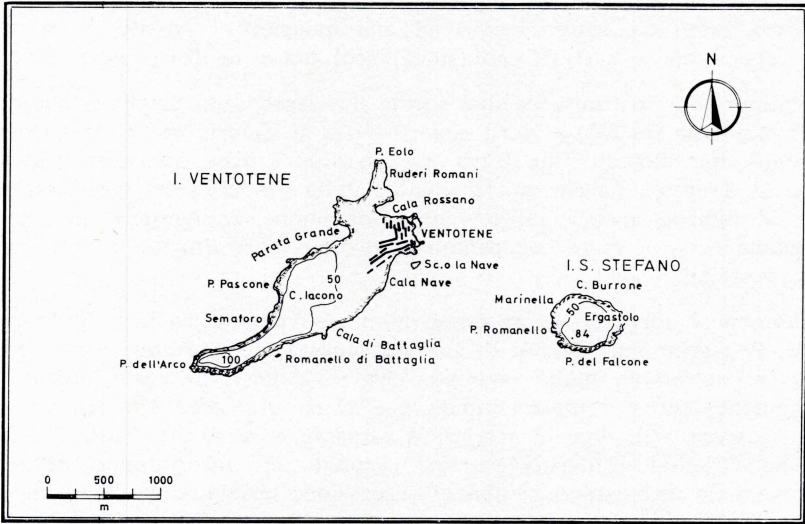 N
P. Eolo
I. VENTOTENE
Ruderi Romani
Cala Rossano
VENTOTENE
Parata Grande
Sc.o la Nave
50
P. Pascone
Cala Nave
C. Iacono
Semaforo
Cala di Battaglia
100
P. dell'Arco
Romanello di Battaglia
I. S. STEFANO
C. Burrone
Marinella
50
Ergastolo
P. Romanello
84
P. del Falcone
0 500 1000
m